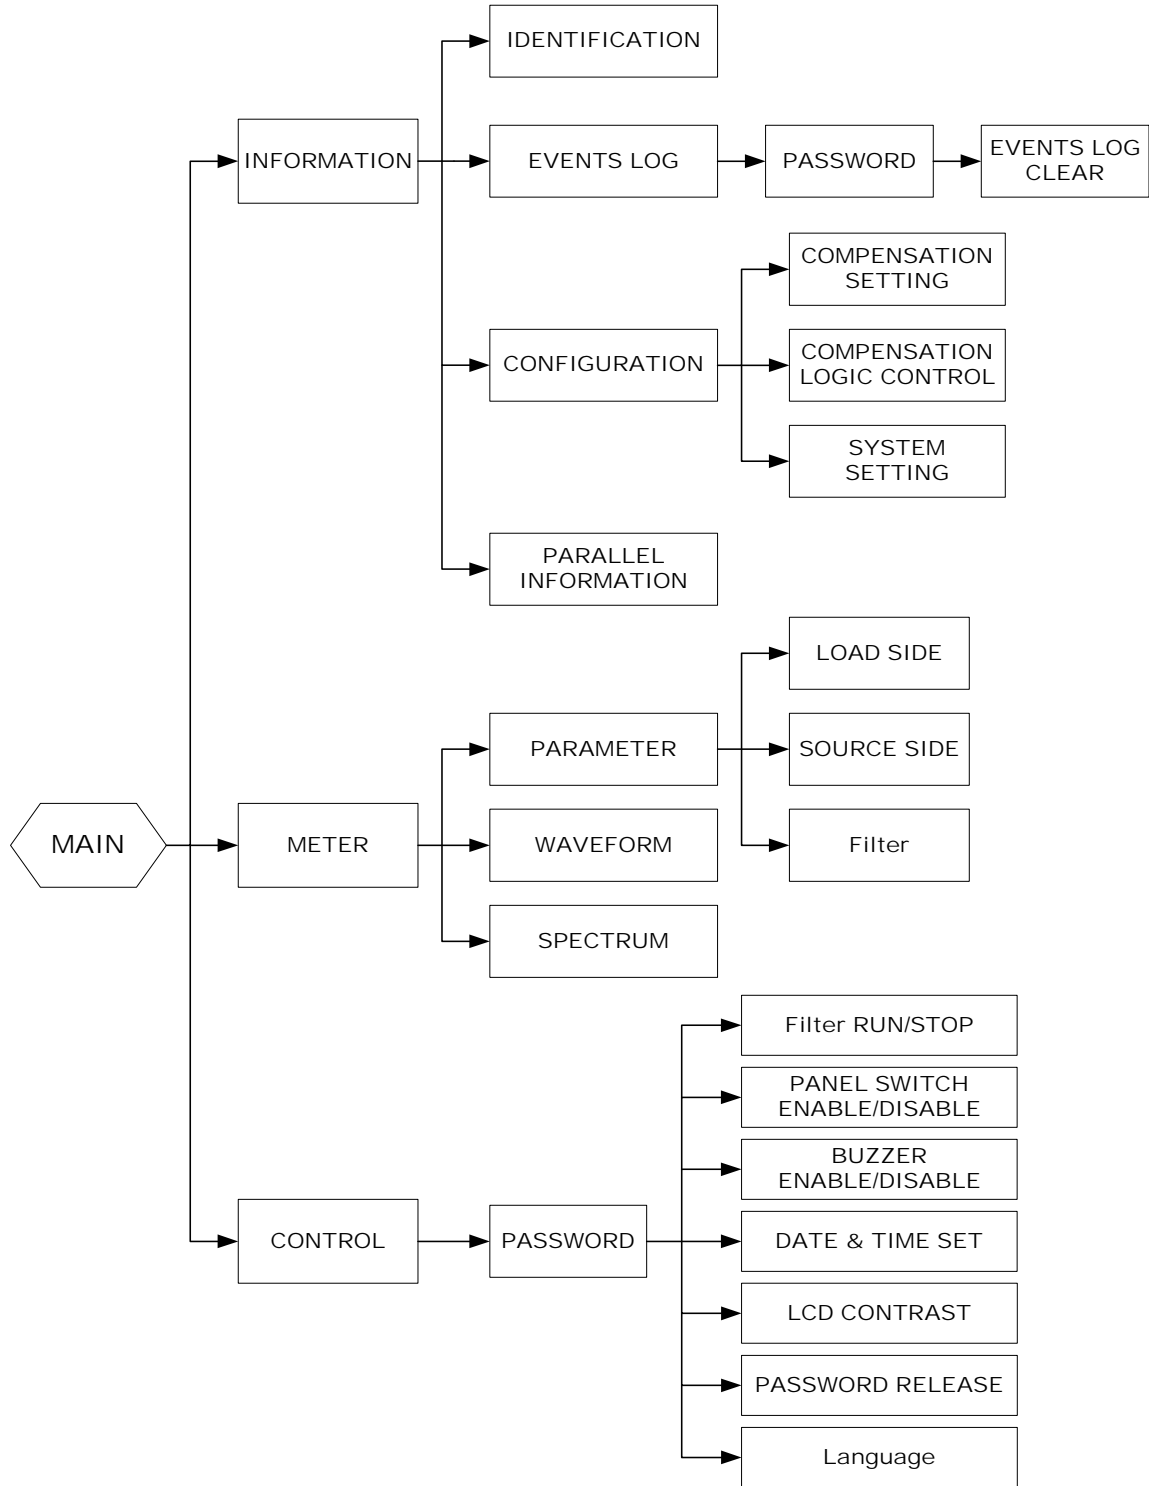 IDENTIFICATION
INFORMATION
EVENTS LOG
PASSWORD
EVENTS LOG
CLEAR
COMPENSATION
SETTING
CONFIGURATION
COMPENSATION
LOGIC CONTROL
SYSTEM
SETTING
PARALLEL
INFORMATION
LOAD SIDE
PARAMETER
SOURCE SIDE
MAIN
METER
WAVEFORM
Filter
SPECTRUM
Filter RUN/STOP
PANEL SWITCH
ENABLE/DISABLE
BUZZER
ENABLE/DISABLE
CONTROL
PASSWORD
DATE & TIME SET
LCD CONTRAST
PASSWORD RELEASE
Language